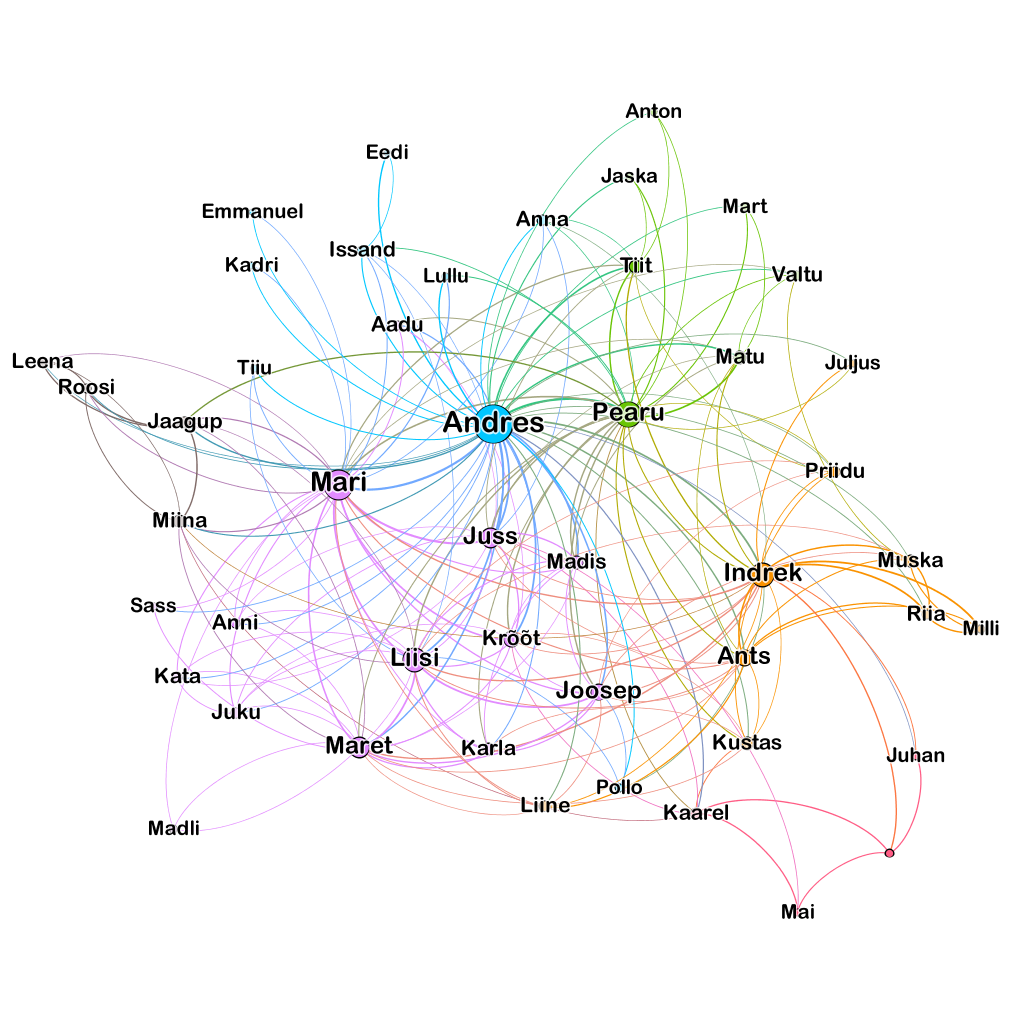 Anton
Eedi
Jaska
Emmanuel
Mart
Anna
Issand
Kadri
Tiit
Lullu
Valtu
Aadu
Matu
Leena
Tiiu
Juljus
Roosi
Pearu
Jaagup
Andres
Priidu
Mari
Miina
Juss
Madis
Muska
Indrek
Sass
Riia
Anni
Milli
Krõõt
Liisi
Ants
Kata
Joosep
Juku
Maret
Karla
Kustas
Juhan
Pollo
Liine
Kaarel
Madli
Mai